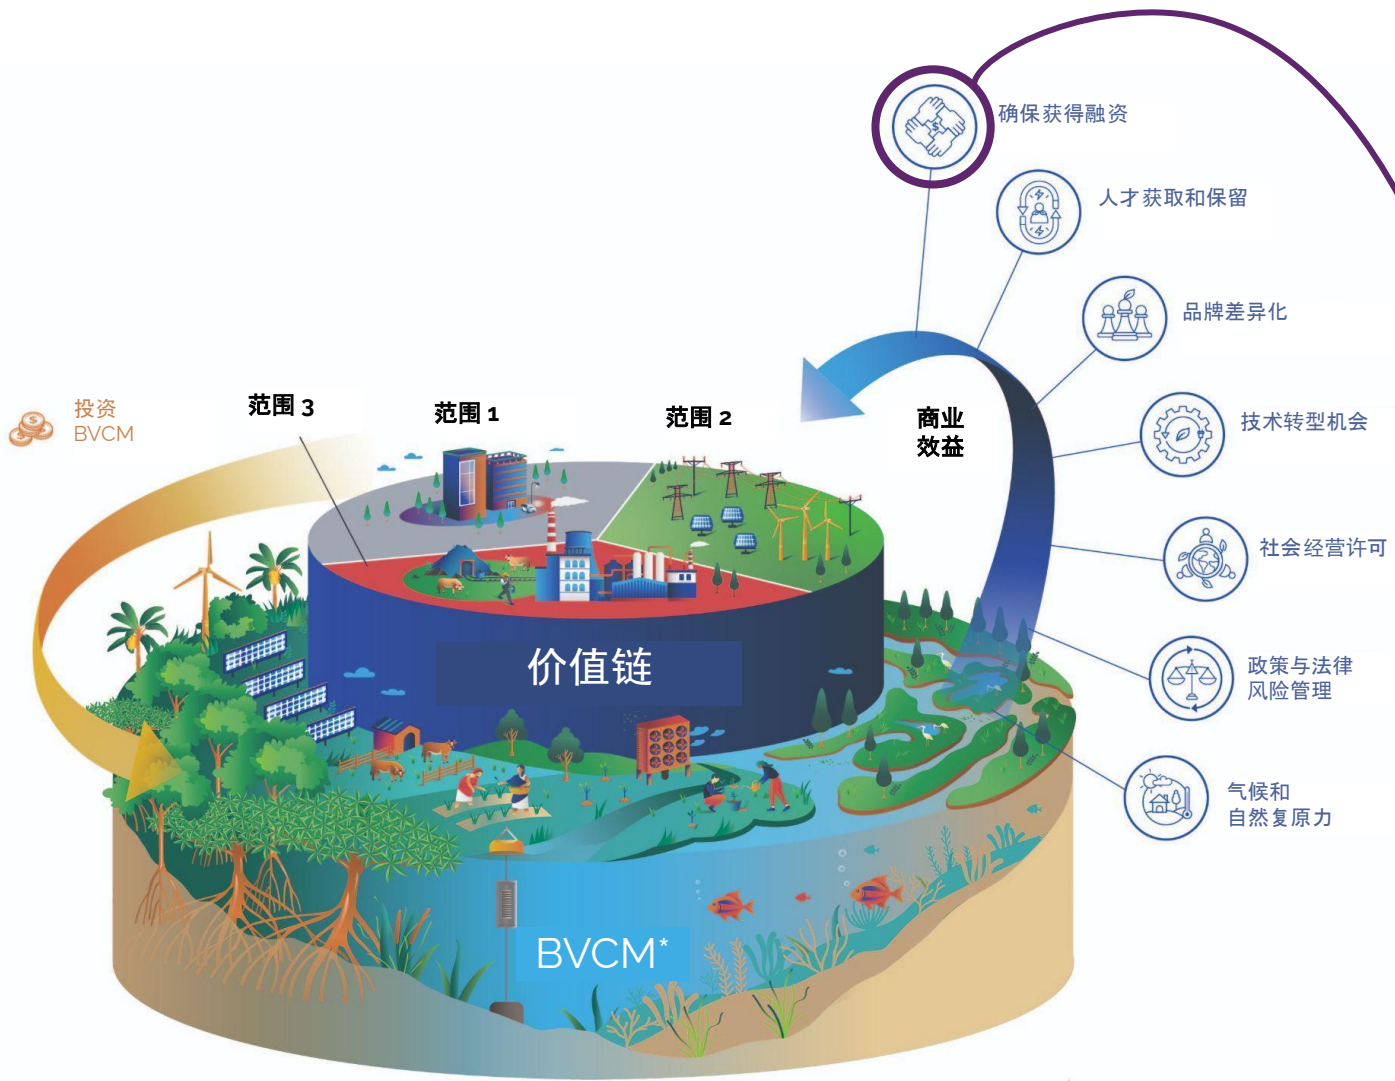 确保获得融资
人才获取和保留
品牌差异化
投资
BVCM
范围 3
范围 1
范围 2
商业
效益
技术转型机会
社会经营许可
价值链
政策与法律
风险管理
气候和
自然复原力
BVCM*